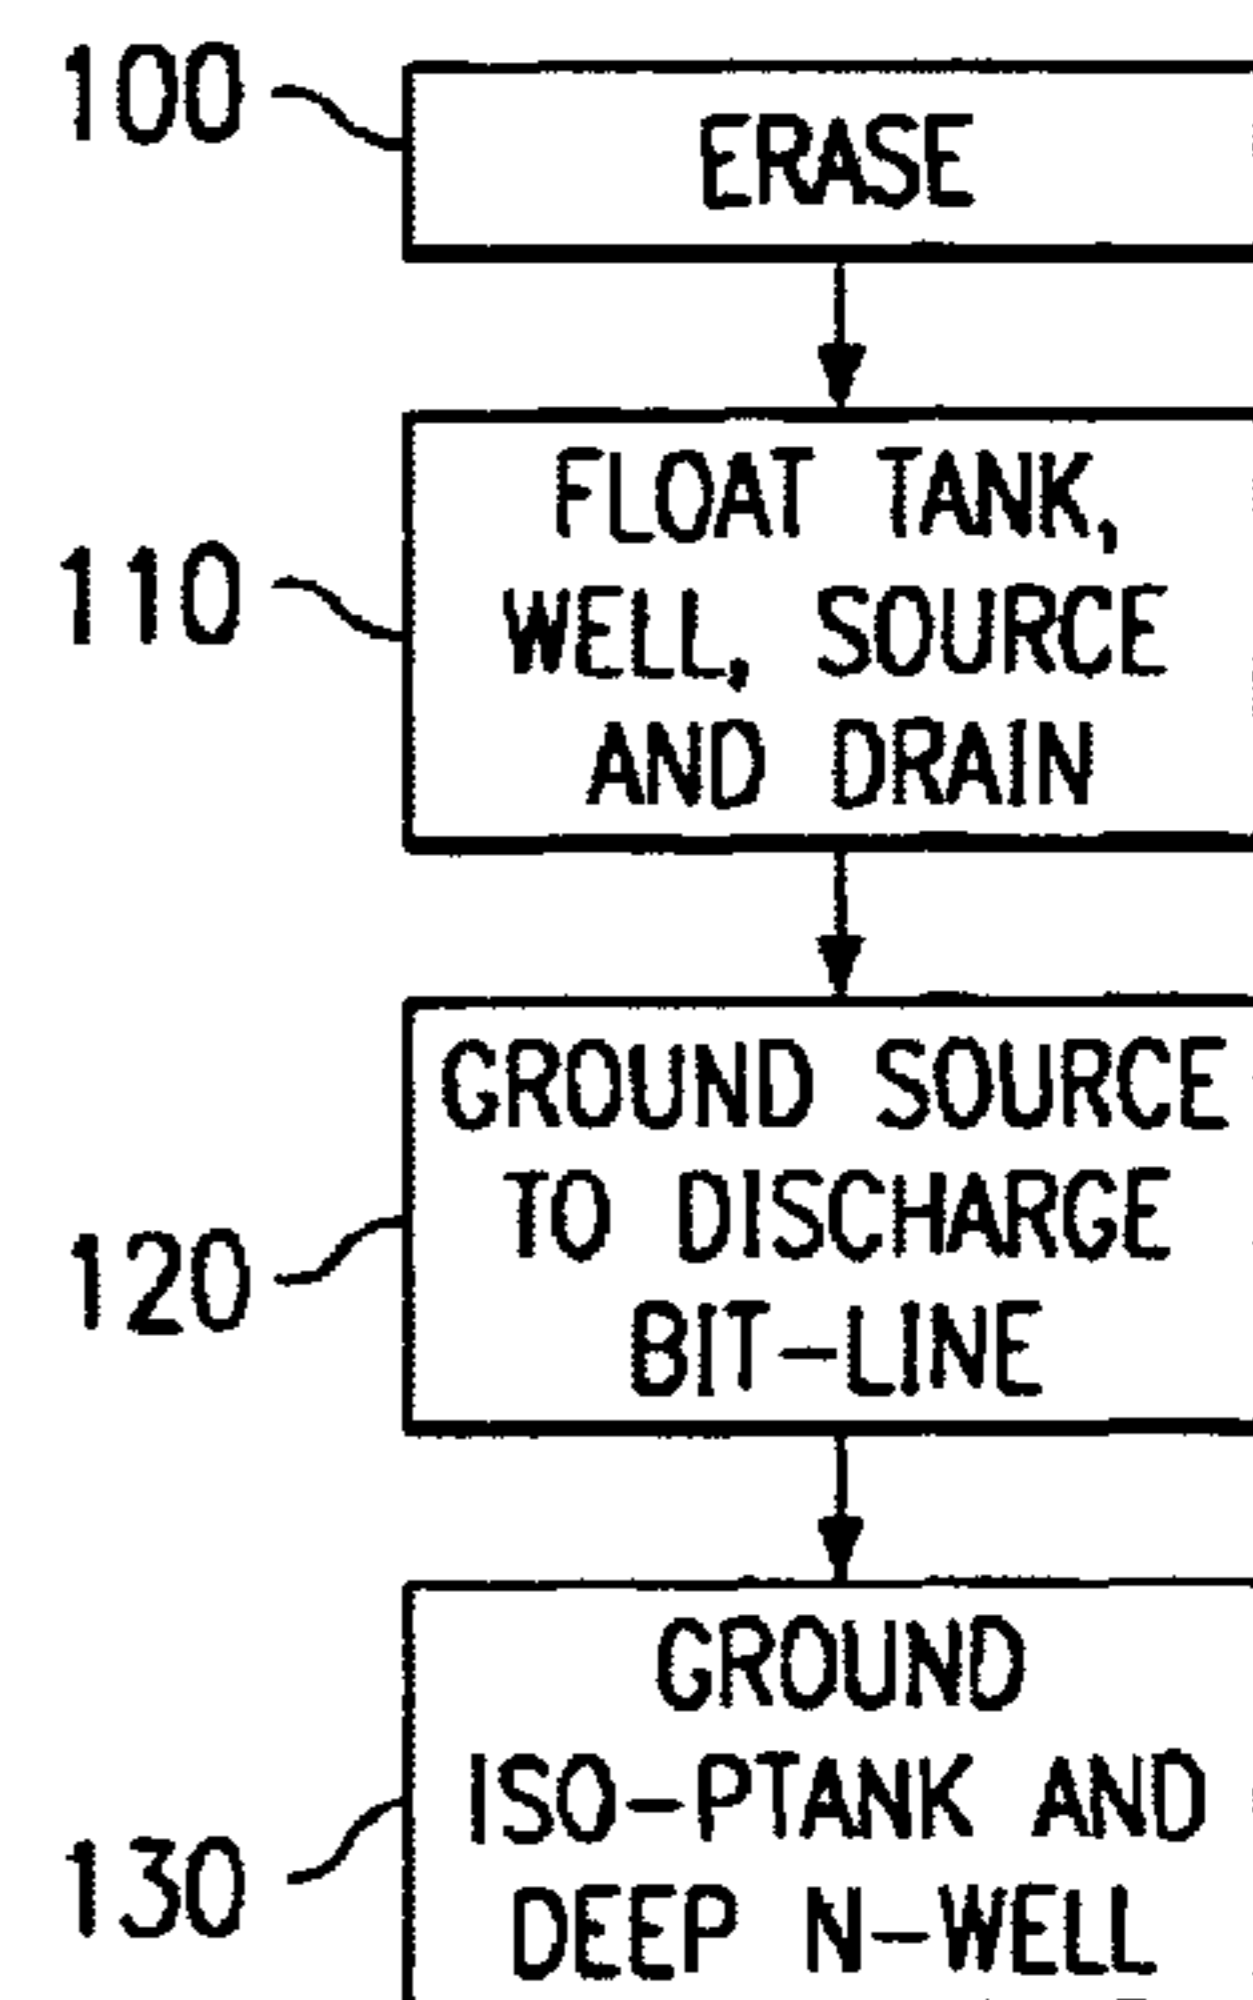 100
ERASE
110
FLOAT TANK,
WELL, SOURCE
AND DRAIN
120
GROUND SOURCE
TO DISCHARGE
BIT-LINE
130
GROUND
ISO-PTANK AND
DEEP N-WELL